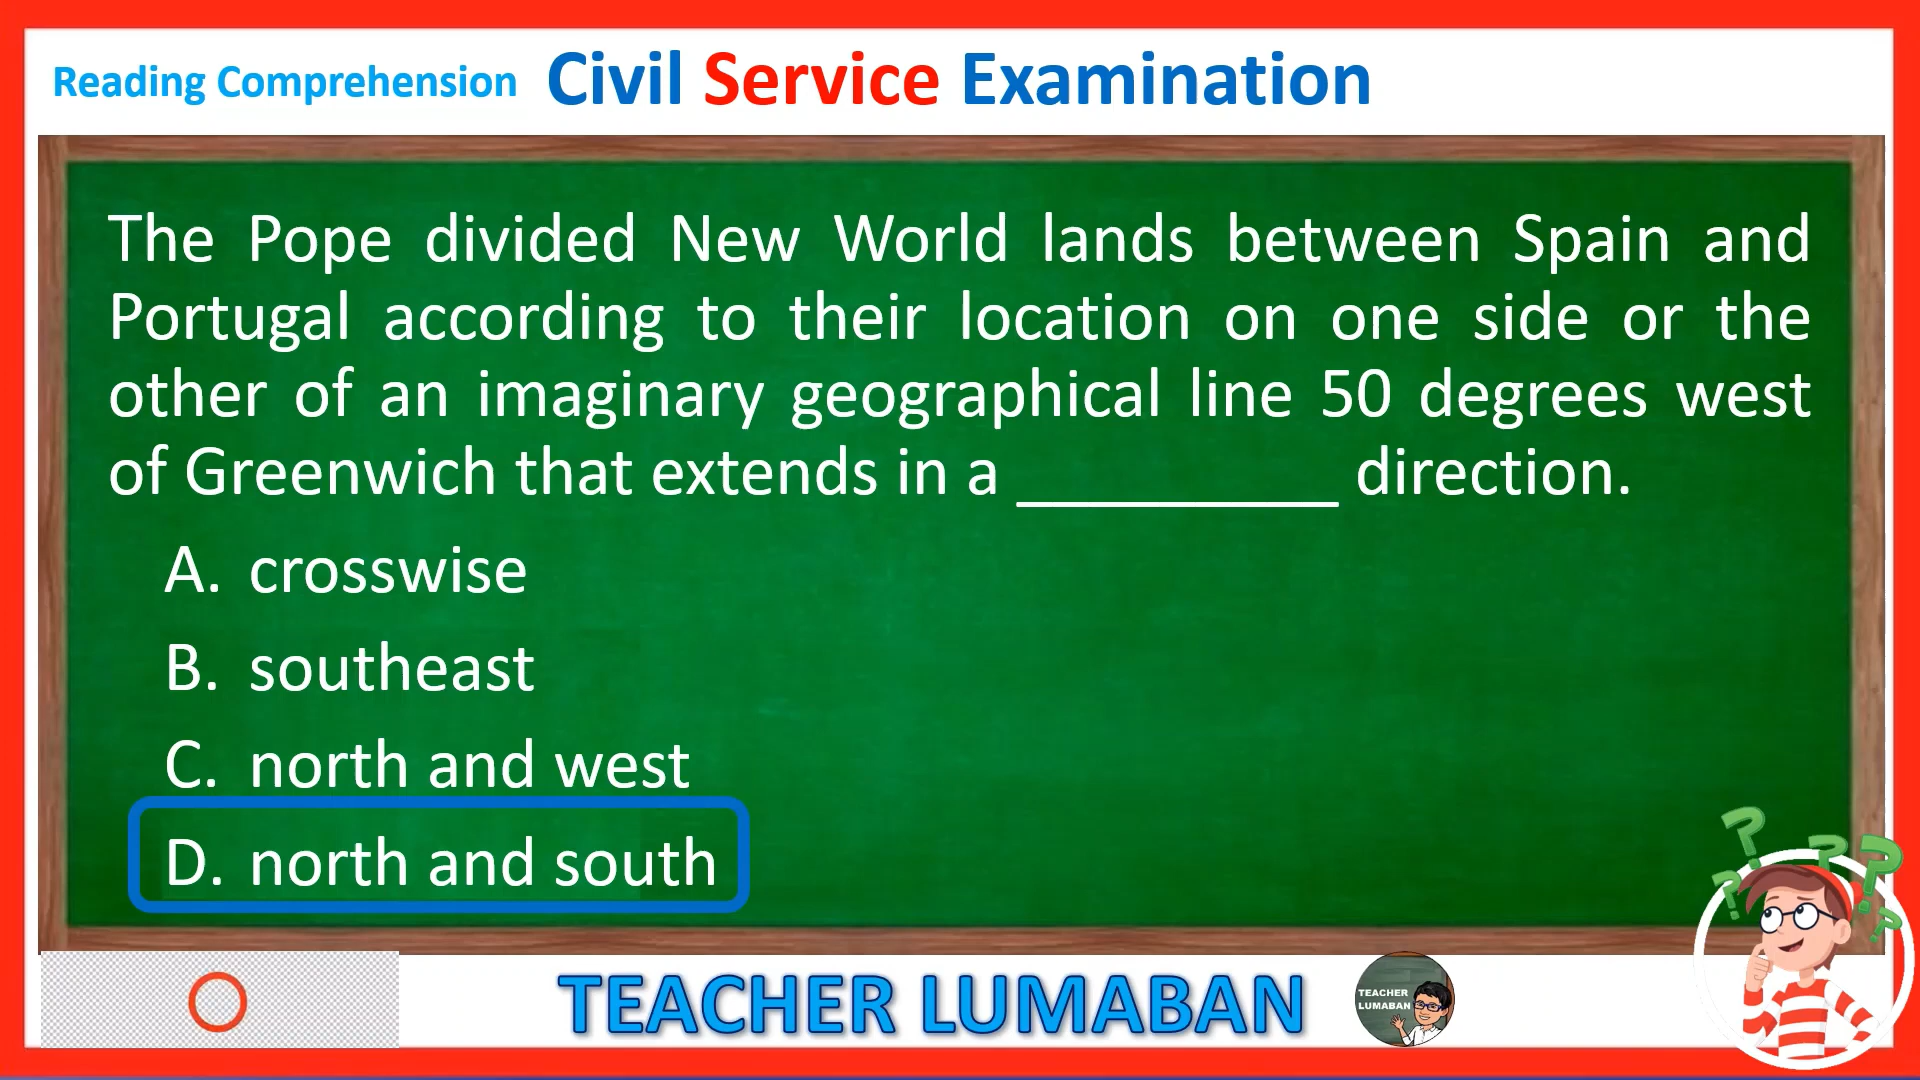 Reading Comprehension Civil Service Examination
The Pope divided New World lands between Spain and
Portugal according to their location on one side or the
other of an imaginary geographical line 50 degrees west
of Greenwich that extends in a __________ direction.
A. crosswise
B. southeast
C. north and west
D. north and south
TEACHER LUMABAN
TEACHER
LUMABAN